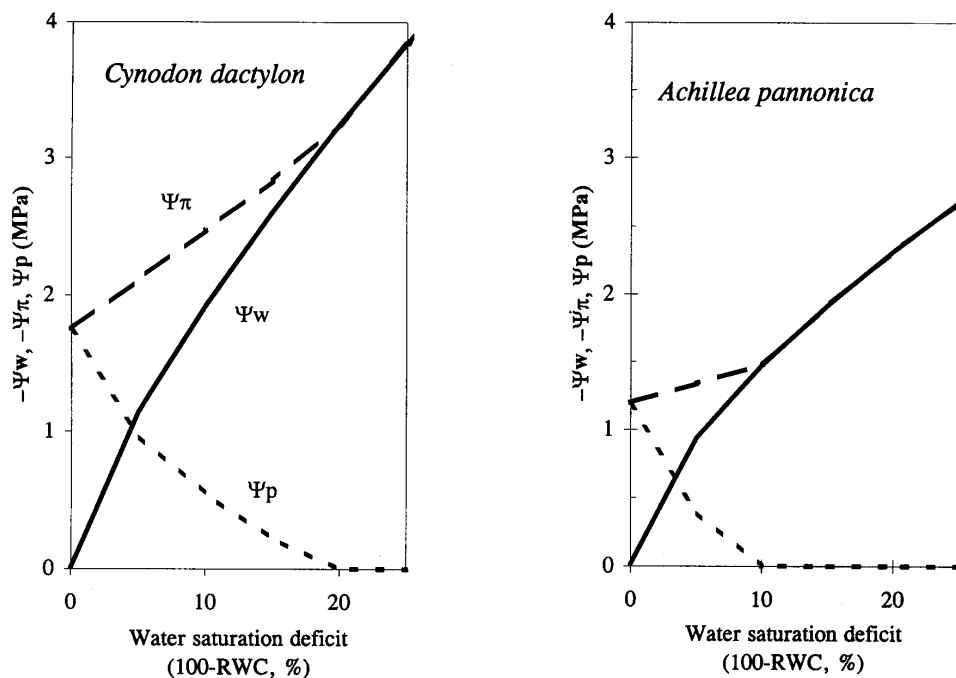 4
3
2
1
0
-Ψw, -Ψπ, Ψp (MPa)
Cynodon dactylon
Ψπ
Ψw
Ψp
0
10
20
Water saturation deficit
(100-RWC, %)
4
3
2
1
0
-Ψw, -Ψπ, Ψp (MPa)
Achillea pannonica
0
10
20
Water saturation deficit
(100-RWC, %)